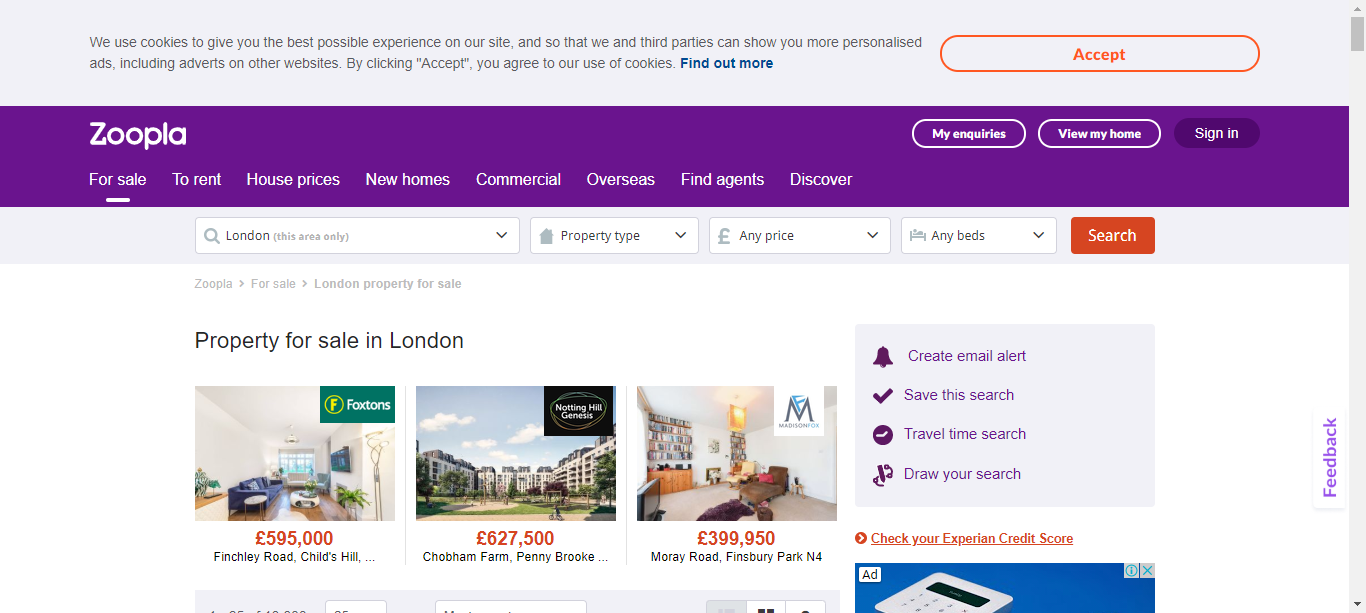 We use cookies to give you the best possible experience on our site, and so that we and third parties can show you more personalised
ads, including adverts on other websites. By clicking "Accept", you agree to our use of cookies. Find out more
Accept
Zoopla
My enquiries
View my home
Sign in
For sale
To rent
House prices
New homes
Commercial
Overseas
Find agents
Discover
London (this area only)
Property type
Any price
Any beds
Search
Zoopla > For sale > London property for sale
Property for sale in London
Foxtons
Notting Hill
Genesis
MADISONFOX
£595,000
Finchley Road, Child's Hill, ...
£627,500
Chobham Farm, Penny Brooke ...
£399,950
Moray Road, Finsbury Park N4
Create email alert
Save this search
Travel time search
Draw your search
Check your Experian Credit Score
Ad
Feedback